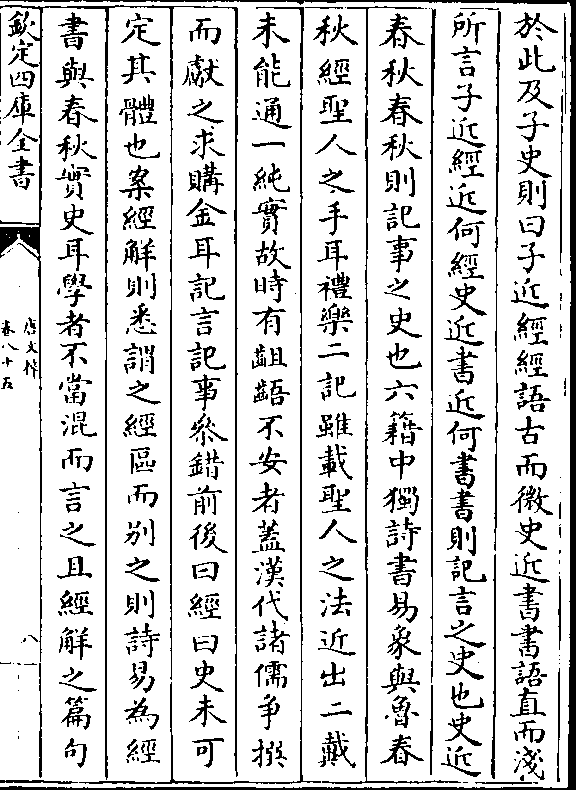 於此及子史則曰子近經經語古而微史近書書語直而淺
所言子近經近何經史近書近何書書則記言之史也史近
春秋春秋則記事之史也六籍中獨詩書易象與魯春
秋經聖人之手耳禮樂二記雖載聖人之法近出二戴
未能通一純實故時有齟齬不安者蓋漢代諸儒爭撰
而獻之求購金耳記言記事參錯前後曰經曰史未可
定其體也案經解則悉謂之經區而別之則詩易為經
書與春秋實史耳學者不當混而言之且經解之篇句
欽定四庫全書
唐文粹
卷八十五
八